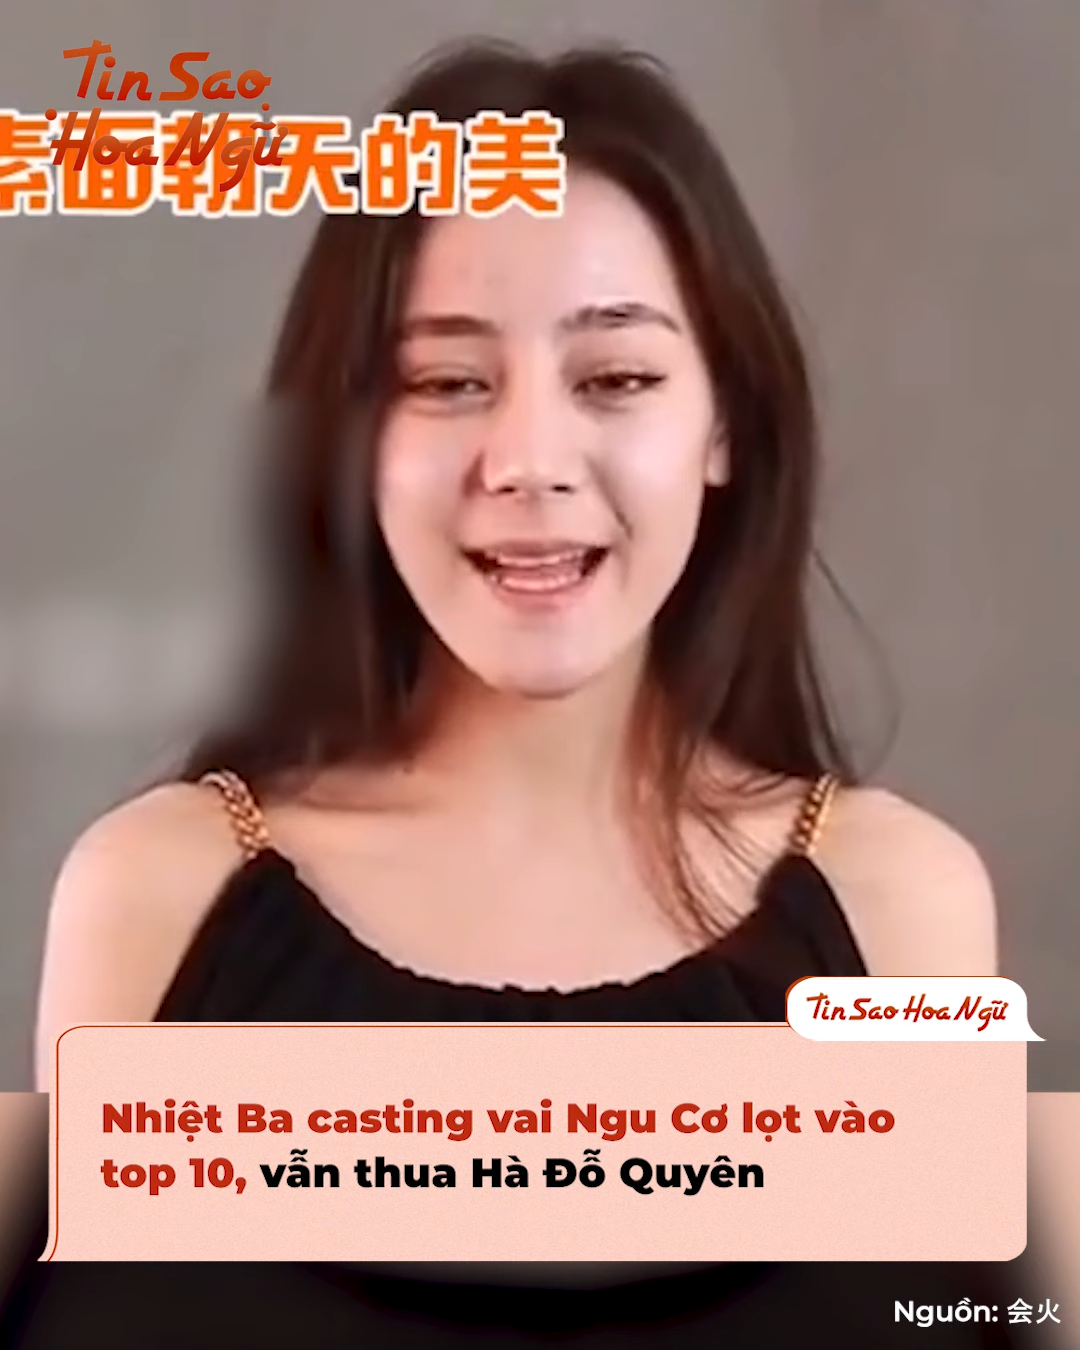 Tin Sao
Hoa Ngữ
素面朝天的美
Tin Sao Hoa Ngữ
Nhiệt Ba casting vai Ngu Cơ lọt vào
top 10, vẫn thua Hà Đỗ Quyên
Nguồn: 会火